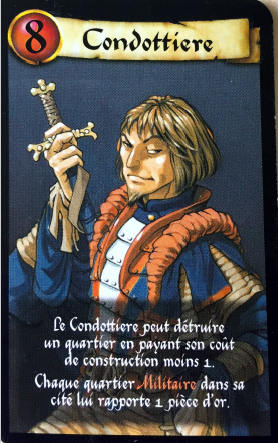 8
Condottiere
Le Condottiere peut détruire
un quartier en payant son coût
de construction moins 1.
Chaque quartier Militaire dans sa
cité lui rapporte 1 pièce d'or.